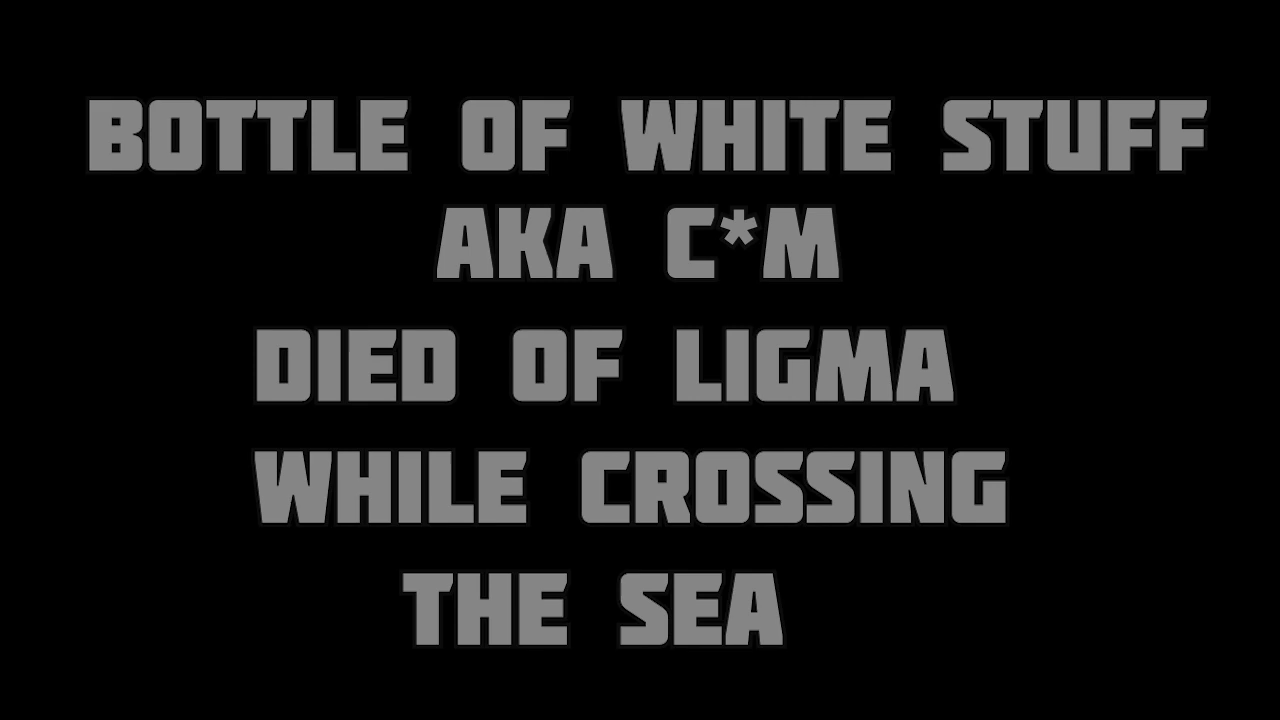 BOTTLE OF WHITE STUFF
AKA C*M
DIED OF LIGMA
WHILE CROSSING
THE SEA